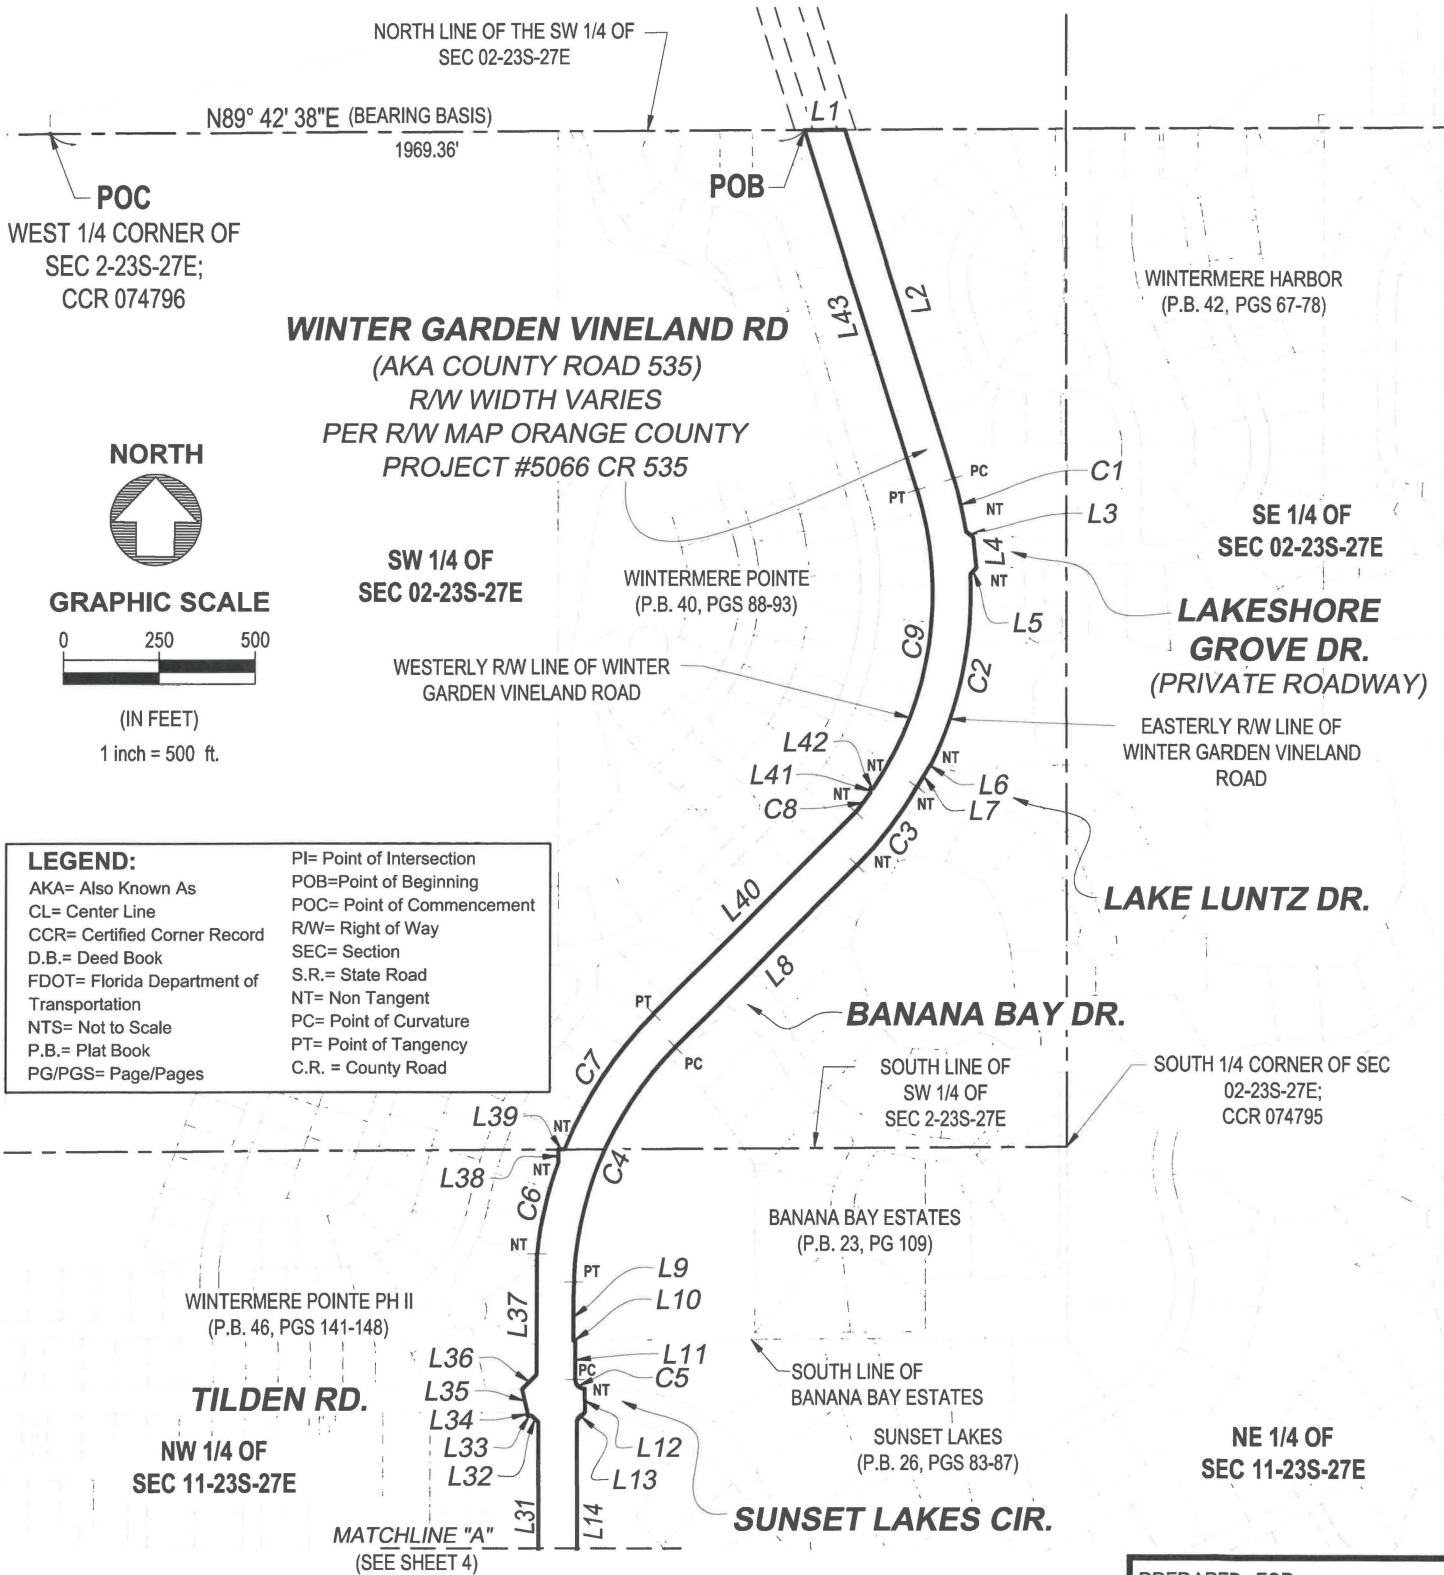 NORTH LINE OF THE SW 1/4 OF
SEC 02-23S-27E
N89° 42' 38"E (BEARING BASIS)
1969.36'
L1
POC
WEST 1/4 CORNER OF
SEC 2-23S-27E;
CCR 074796
POB
WINTERMERE HARBOR
(P.B. 42, PGS 67-78)
L43
L2
WINTER GARDEN VINELAND RD
(AKA COUNTY ROAD 535)
R/W WIDTH VARIES
PER R/W MAP ORANGE COUNTY
PROJECT #5066 CR 535
NORTH
GRAPHIC SCALE
0 250 500
(IN FEET)
1 inch = 500 ft.
PC
C1
PT
NT
L3
L4
NT
L5
SE 1/4 OF
SEC 02-23S-27E
SW 1/4 OF
SEC 02-23S-27E
WINTERMERE POINTE
(P.B. 40, PGS 88-93)
LAKESHORE
GROVE DR.
(PRIVATE ROADWAY)
C9
C2
WESTERLY R/W LINE OF WINTER
GARDEN VINELAND ROAD
EASTERLY R/W LINE OF
WINTER GARDEN VINELAND
ROAD
L42
NT
L41
NT
C8
NT
L6
L7
NT
C3
NT
LAKE LUNTZ DR.
LEGEND:
AKA= Also Known As
CL= Center Line
CCR= Certified Corner Record
D.B.= Deed Book
FDOT= Florida Department of
Transportation
NTS= Not to Scale
P.B.= Plat Book
PG/PGS= Page/Pages
PI= Point of Intersection
POB=Point of Beginning
POC= Point of Commencement
R/W= Right of Way
SEC= Section
S.R.= State Road
NT= Non Tangent
PC= Point of Curvature
PT= Point of Tangency
C.R. = County Road
L40
L8
PT
BANANA BAY DR.
PC
C7
SOUTH LINE OF
SW 1/4 OF
SEC 2-23S-27E
SOUTH 1/4 CORNER OF SEC
02-23S-27E;
CCR 074795
L39
NT
L38
NT
C4
C6
NT
BANANA BAY ESTATES
(P.B. 23, PG 109)
PT
L9
L10
WINTERMERE POINTE PH II
(P.B. 46, PGS 141-148)
L37
L36
L35
L34
L33
L32
L11
PC
C5
NT
L12
L13
SOUTH LINE OF
BANANA BAY ESTATES
TILDEN RD.
NW 1/4 OF
SEC 11-23S-27E
SUNSET LAKES
(P.B. 26, PGS 83-87)
NE 1/4 OF
SEC 11-23S-27E
L31
L14
SUNSET LAKES CIR.
MATCHLINE "A"
(SEE SHEET 4)